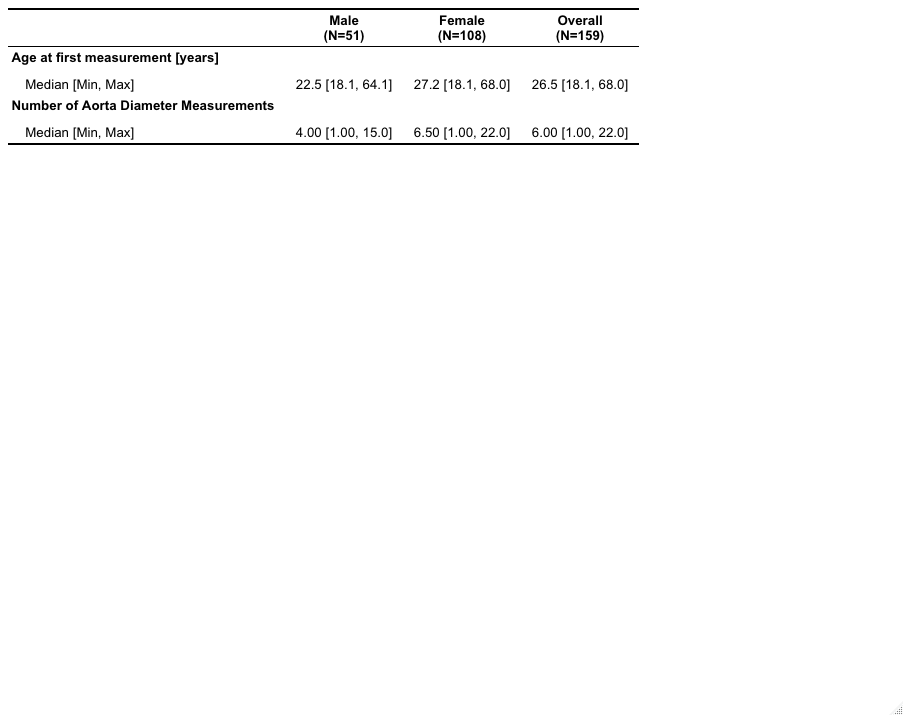 Male Female Overall
(N=51) (N=108) (N=159)
Age at first measurement [years]
Median [Min, Max] 22.5 [18.1, 64.1] 27.2 [18.1, 68.0] 26.5 [18.1, 68.0]
Number of Aorta Diameter Measurements
Median [Min, Max] 4.00 [1.00, 15.0] 6.50 [1.00, 22.0] 6.00 [1.00, 22.0]